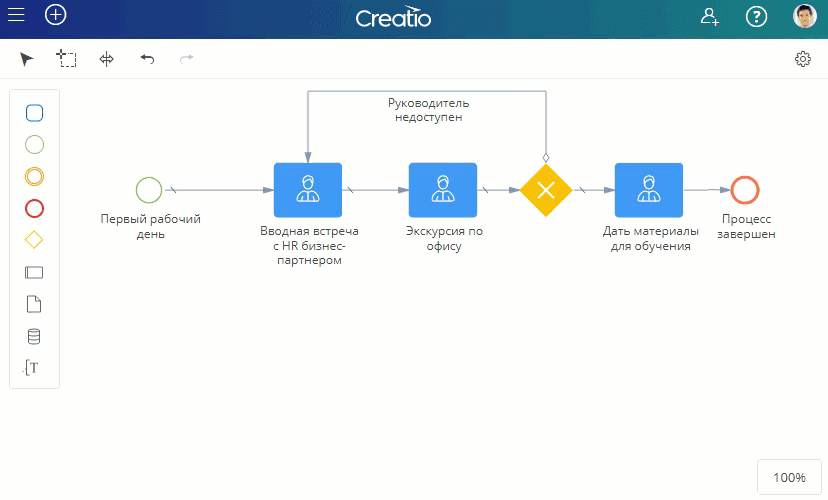 Creatio
Руководитель
недоступен
Первый рабочий
день
Вводная встреча
с HR бизнес-
партнером
Экскурсия по
офису
Дать материалы
для обучения
Процесс
завершен
T
100%